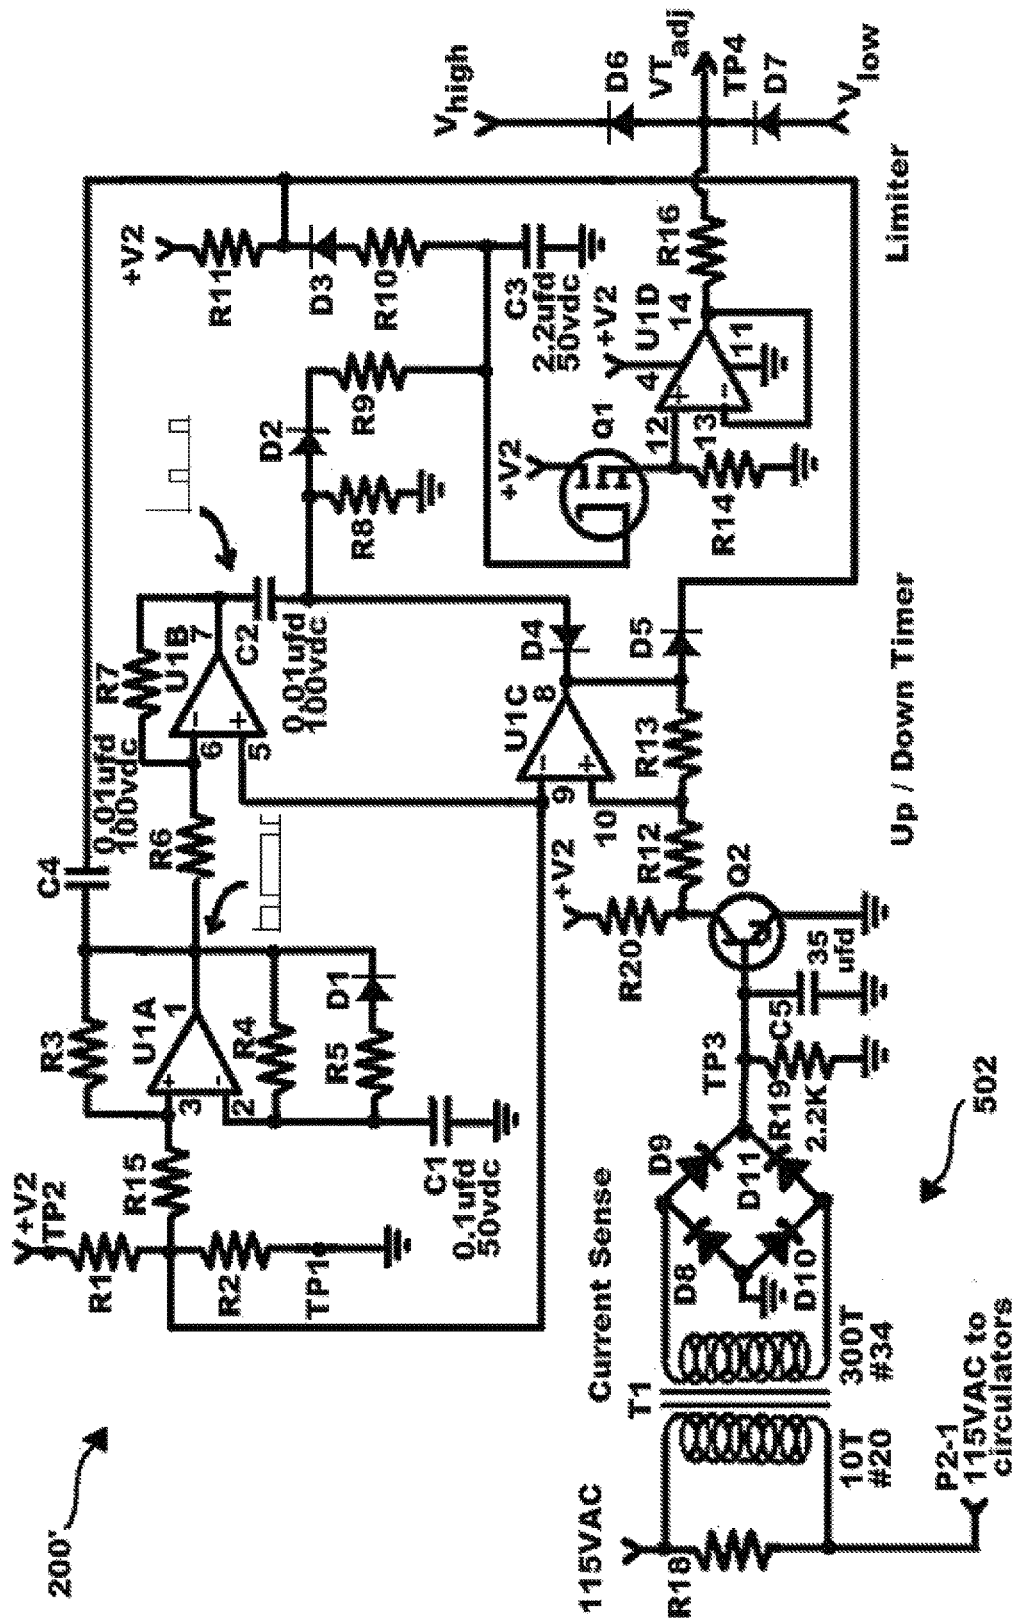 200'
+V2
TP2
R1
R2
TP1
R15
R3
3
2
+
-
U1A
1
R4
R5
D1
C1
0.1ufd
50vdc
C4
0.01ufd
100vdc
R6
R7
6
5
-
+
U1B
7
C2
0.01ufd
100vdc
D2
R8
R9
+V2
R11
D3
R10
C3
2.2ufd
50vdc
+V2
Q1
R14
12
13
+
-
4
+V2
U1D
14
11
R16
Vhigh
D6
VTadj
TP4
D7
Vlow
Limiter
U1C
9
10
-
+
8
D4
D5
R13
R12
+V2
R20
Q2
Up / Down Timer
35
ufd
C5
TP3
R19
2.2K
D9
D11
D8
D10
Current Sense
T1
300T
#34
10T
#20
115VAC
R18
P2-1
115VAC to
circulators
502